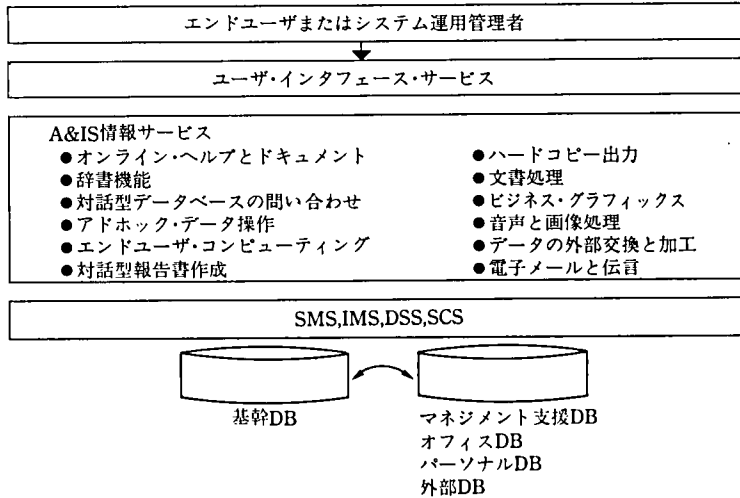 エンドユーザまたはシステム運用管理者
ユーザ・インタフェース・サービス
A&IS情報サービス
●オンライン・ヘルプとドキュメント
●辞書機能
●対話型データベースの問い合わせ
●アドホック・データ操作
●エンドユーザ・コンピューティング
●対話型報告書作成
●ハードコピー出力
●文書処理
●ビジネス・グラフィックス
●音声と画像処理
●データの外部交換と加工
●電子メールと伝言
SMS,IMS,DSS,SCS
基幹DB
マネジメント支援DB
オフィスDB
パーソナルDB
外部DB